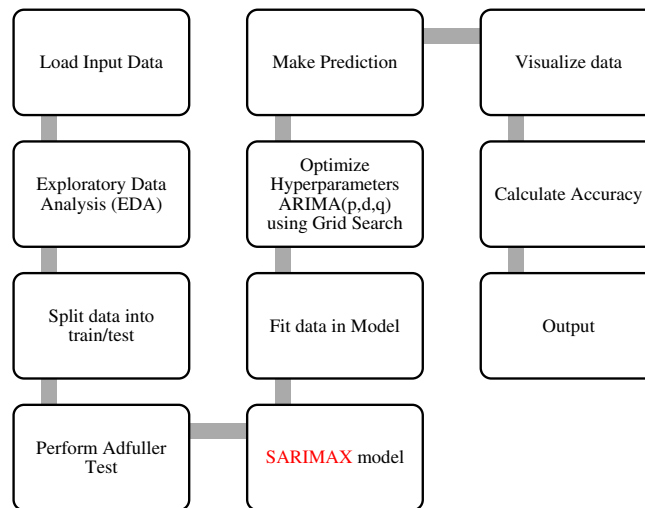 Load Input Data
Exploratory Data
Analysis (EDA)
Split data into
train/test
Perform Adfuller
Test
SARIMAX model
Fit data in Model
Optimize
Hyperparameters
ARIMA(p,d,q)
using Grid Search
Make Prediction
Visualize data
Calculate Accuracy
Output